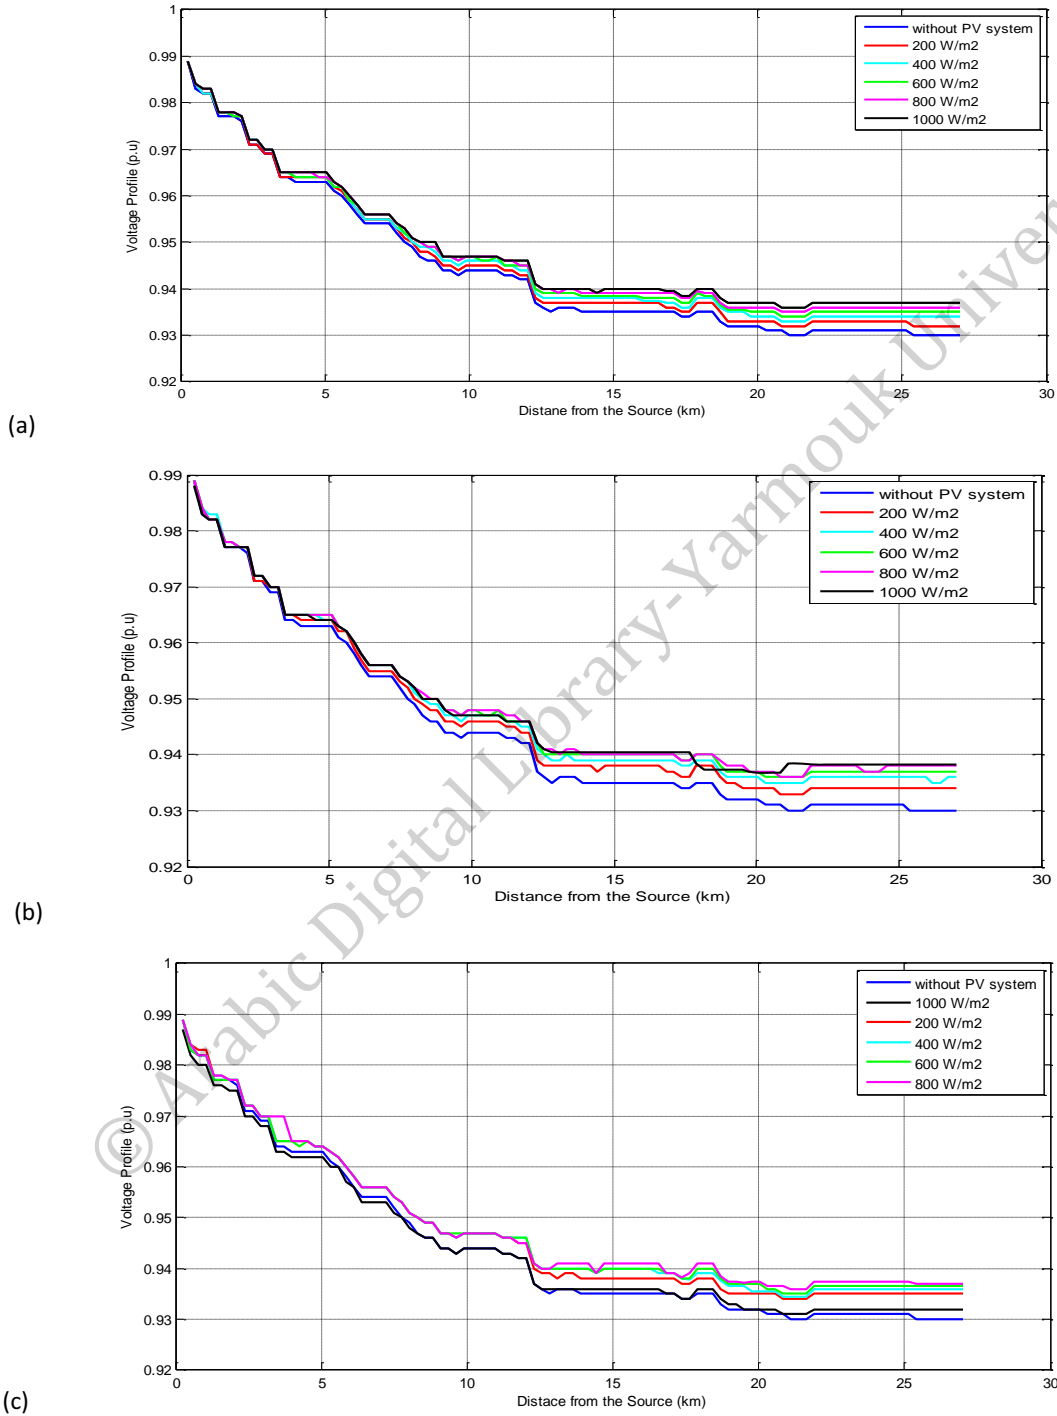 without PV system
200 W/m2
400 W/m2
600 W/m2
800 W/m2
1000 W/m2
0.99
0.98
0.97
0.96
0.95
0.94
0.93
0.92
Voltage Profile (p.u)
0 5 10 15 20 25 30
Distane from the Source (km)
(a)
without PV system
200 W/m2
400 W/m2
600 W/m2
800 W/m2
1000 W/m2
0.99
0.98
0.97
0.96
0.95
0.94
0.93
0.92
Voltage Profile (p.u)
0 5 10 15 20 25 30
Distance from the Source (km)
(b)
without PV system
1000 W/m2
200 W/m2
400 W/m2
600 W/m2
800 W/m2
1
0.99
0.98
0.97
0.96
0.95
0.94
0.93
0.92
Voltage Profile (p.u)
0 5 10 15 20 25 30
Distace from the Source (km)
(c)
© Arabic Digital Library-Yarmouk Univer